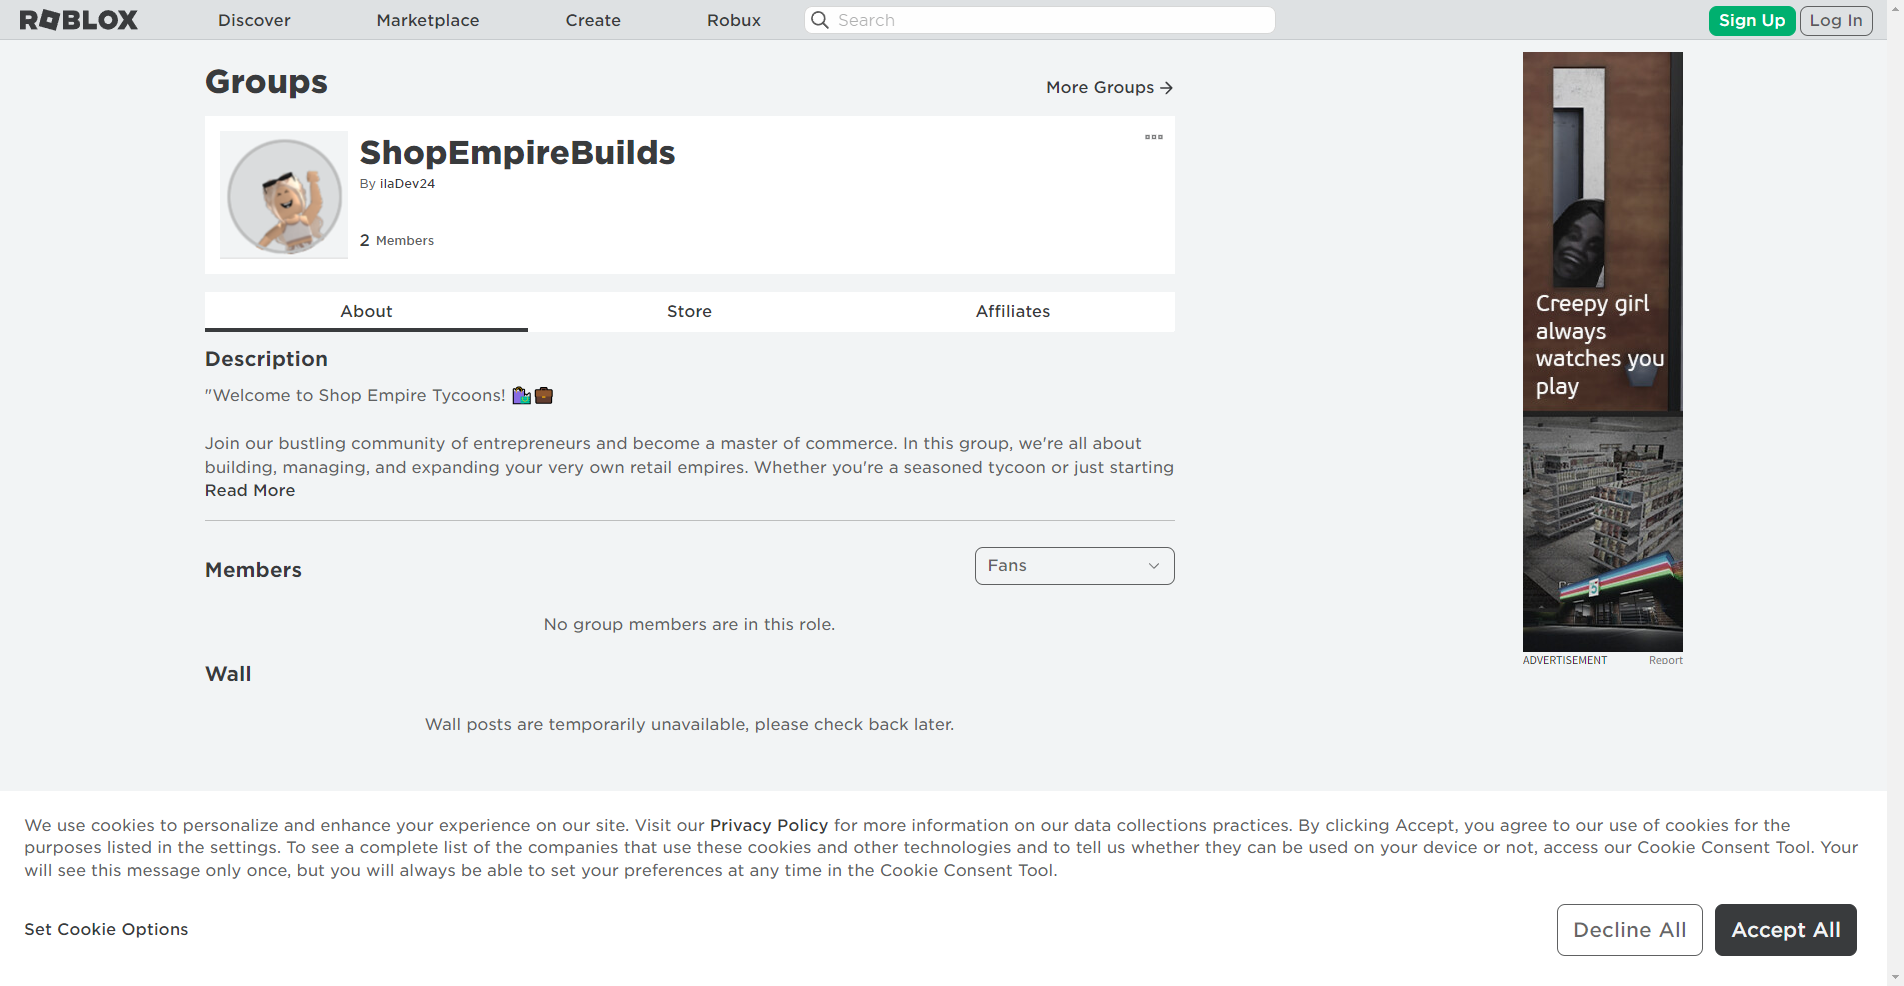 ROBLOX
Discover
Marketplace
Create
Robux
Search
Sign Up
Log In
Groups
More Groups
ShopEmpireBuilds
By ilaDev24
2 Members
About
Store
Affiliates
Description
"Welcome to Shop Empire Tycoons! 🛍️💼
Join our bustling community of entrepreneurs and become a master of commerce. In this group, we're all about
building, managing, and expanding your very own retail empires. Whether you're a seasoned tycoon or just starting
Read More
Members
Fans
No group members are in this role.
Wall
Wall posts are temporarily unavailable, please check back later.
Creepy girl
always
watches you
play
5
ADVERTISEMENT
Report
We use cookies to personalize and enhance your experience on our site. Visit our Privacy Policy for more information on our data collections practices. By clicking Accept, you agree to our use of cookies for the
purposes listed in the settings. To see a complete list of the companies that use these cookies and other technologies and to tell us whether they can be used on your device or not, access our Cookie Consent Tool. Your
will see this message only once, but you will always be able to set your preferences at any time in the Cookie Consent Tool.
Set Cookie Options
Decline All
Accept All